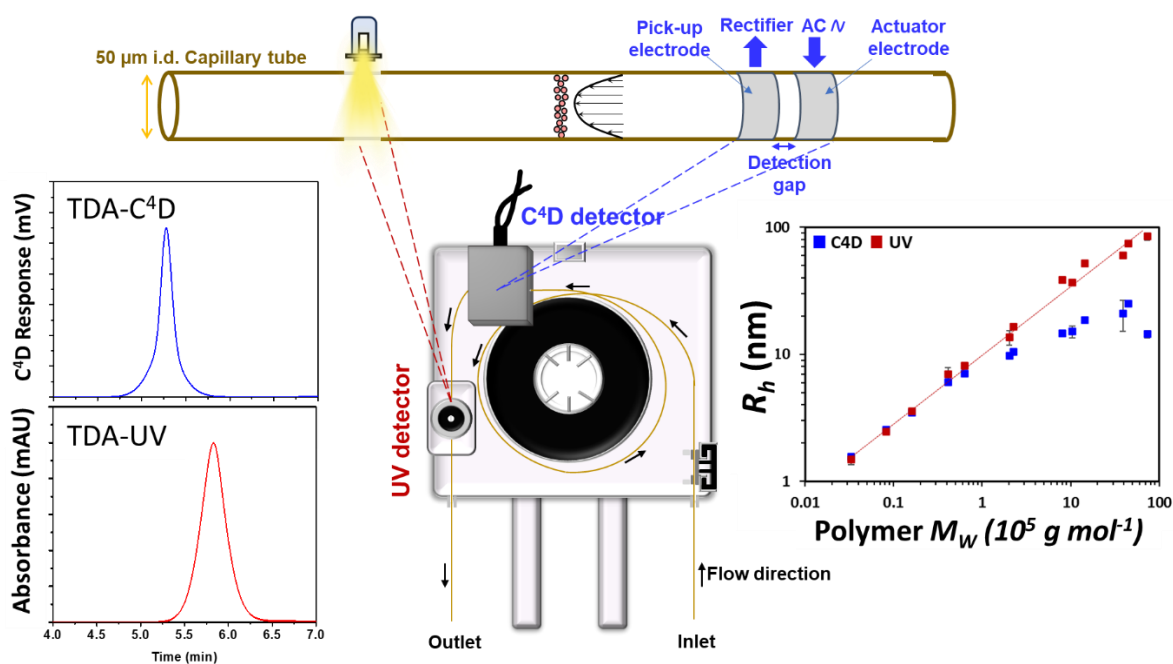 50 µm i.d. Capillary tube
Pick-up
electrode
Rectifier
AC
Actuator
electrode
Detection
gap
TDA-C⁴D
C⁴D Response (mV)
TDA-UV
Absorbance (mAU)
4.0 4.5 5.0 5.5 6.0 6.5 7.0
Time (min)
C⁴D detector
UV detector
Flow direction
Outlet
Inlet
C4D UV
100
10
1
R_h (nm)
0.01 0.1 1 10 100
Polymer M_W (10⁵ g mol⁻¹)